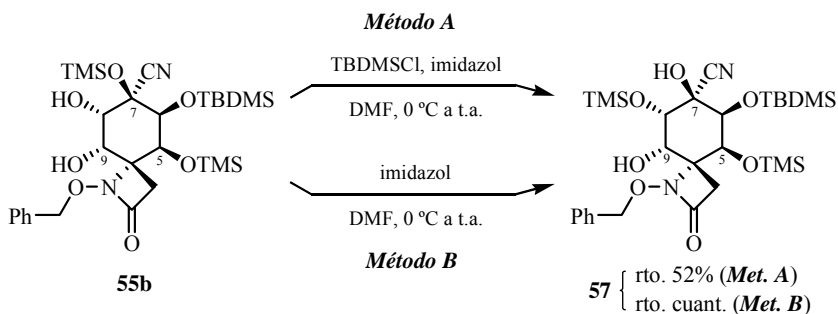 Método A
TBDMSCl, imidazol
DMF, 0 ºC a t.a.
imidazol
DMF, 0 ºC a t.a.
Método B
TMSO CN
HO 7 OTBDMS
HO 9 5 OTMS
O N
Ph
O
55b
HO CN
TMSO 7 OTBDMS
HO 9 5 OTMS
O N
Ph
O
57 { rto. 52% (Met. A)
rto. cuant. (Met. B)